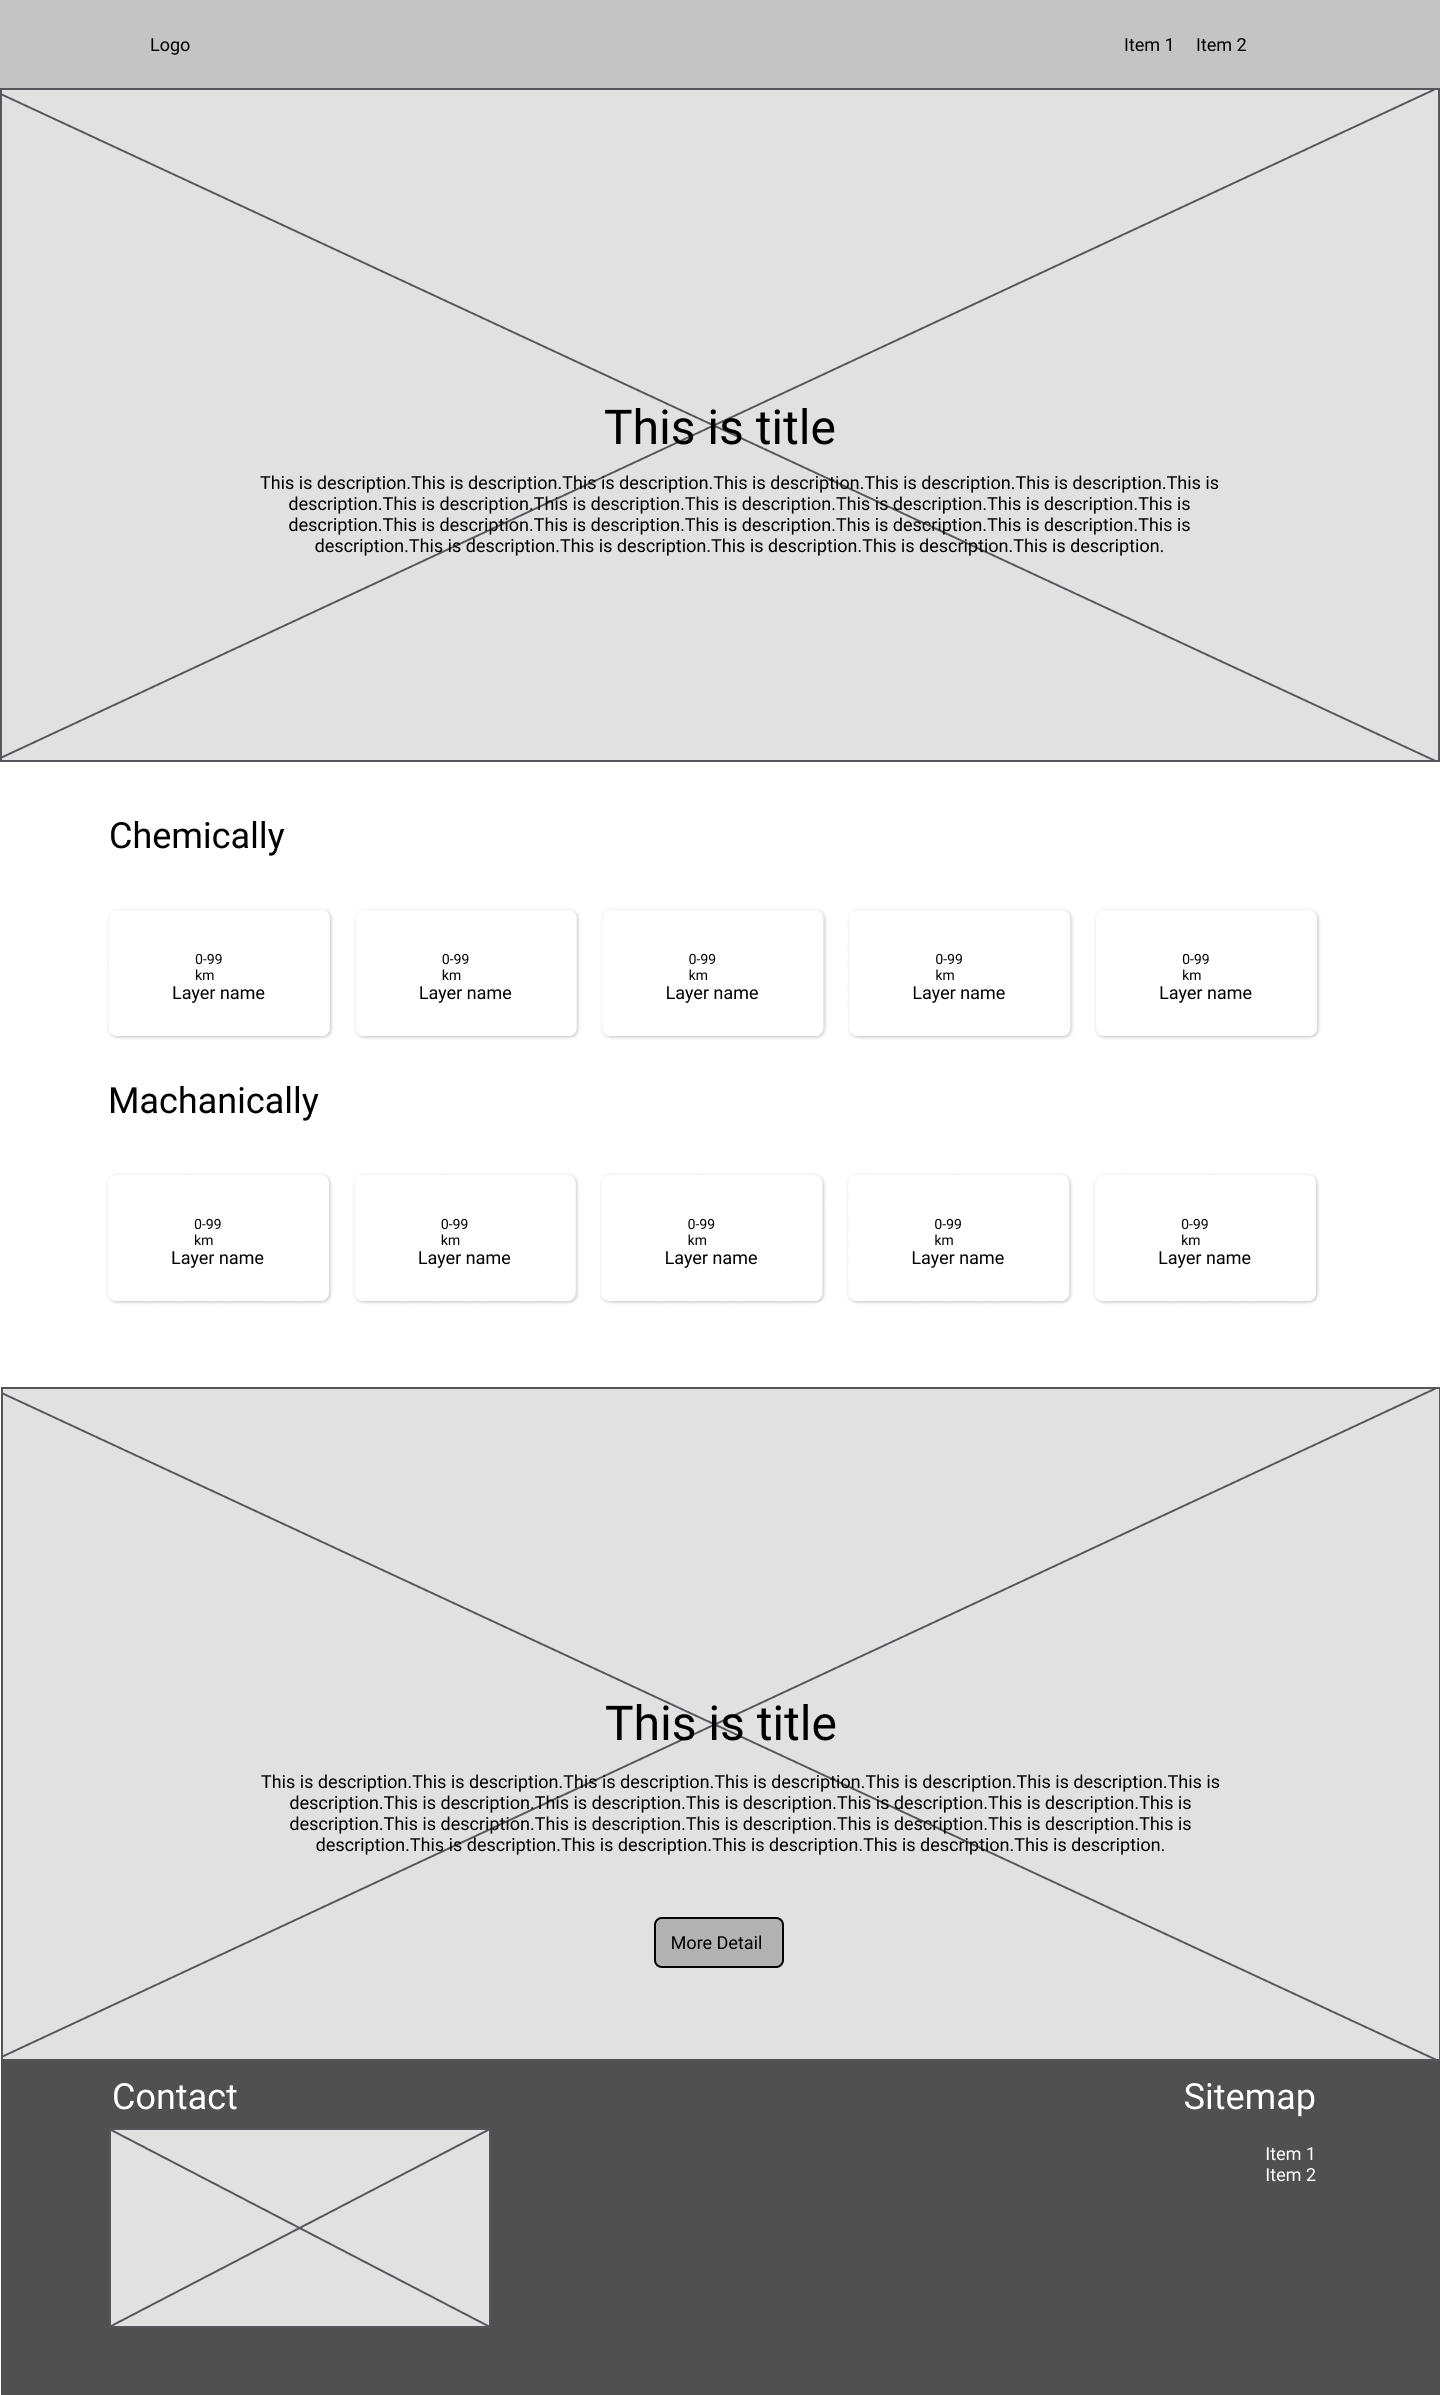 Logo
Item 1 Item 2
This is title
This is description.This is description.This is description.This is description.This is description.This is description.This is
description.This is description.This is description.This is description.This is description.This is description.This is
description.This is description.This is description.This is description.This is description.This is description.This is
description.This is description.This is description.This is description.This is description.This is description.
Chemically
0-99
km
Layer name
0-99
km
Layer name
0-99
km
Layer name
0-99
km
Layer name
0-99
km
Layer name
Machanically
0-99
km
Layer name
0-99
km
Layer name
0-99
km
Layer name
0-99
km
Layer name
0-99
km
Layer name
This is title
This is description.This is description.This is description.This is description.This is description.This is description.This is
description.This is description.This is description.This is description.This is description.This is description.This is
description.This is description.This is description.This is description.This is description.This is description.This is
description.This is description.This is description.This is description.This is description.This is description.
More Detail
Contact
Sitemap
Item 1
Item 2